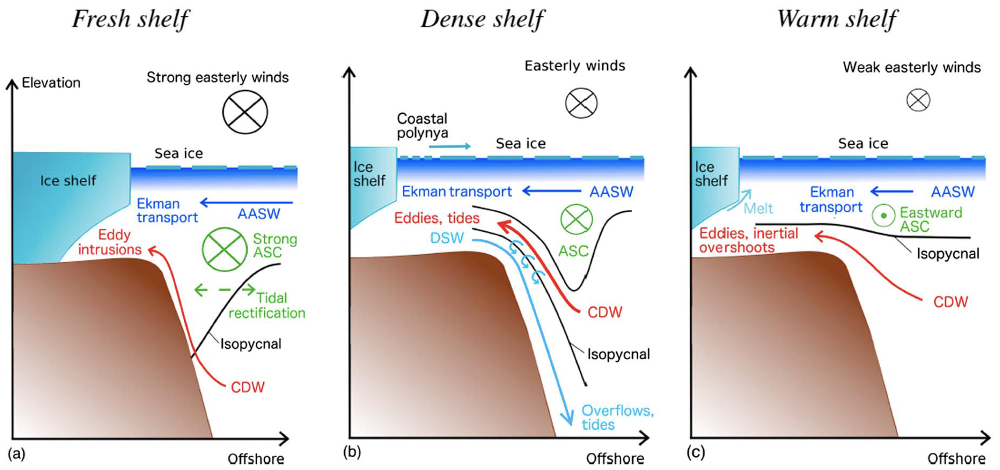 Fresh shelf
Elevation
Strong easterly winds
Sea ice
Ice shelf
Ekman
transport
AASW
Eddy
intrusions
Strong
ASC
Tidal
rectification
Isopycnal
CDW
(a)
Offshore
Dense shelf
Easterly winds
Coastal
polynya
Sea ice
Ice
shelf
Ekman transport
AASW
Eddies, tides
DSW
ASC
CDW
Isopycnal
Overflows,
tides
(b)
Offshore
Warm shelf
Weak easterly winds
Sea ice
Ice
shelf
Melt
Ekman
transport
AASW
Eastward
ASC
Eddies, inertial
overshoots
Isopycnal
CDW
(c)
Offshore